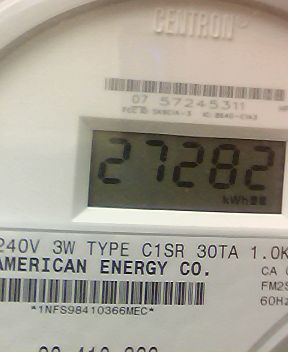 CENTRON
07 57245311
27282
kWh
240V 3W TYPE C1SR 30TA 1.0K
AMERICAN ENERGY CO.
CA
FM2S
60Hz
*1NFS98410366MEC*